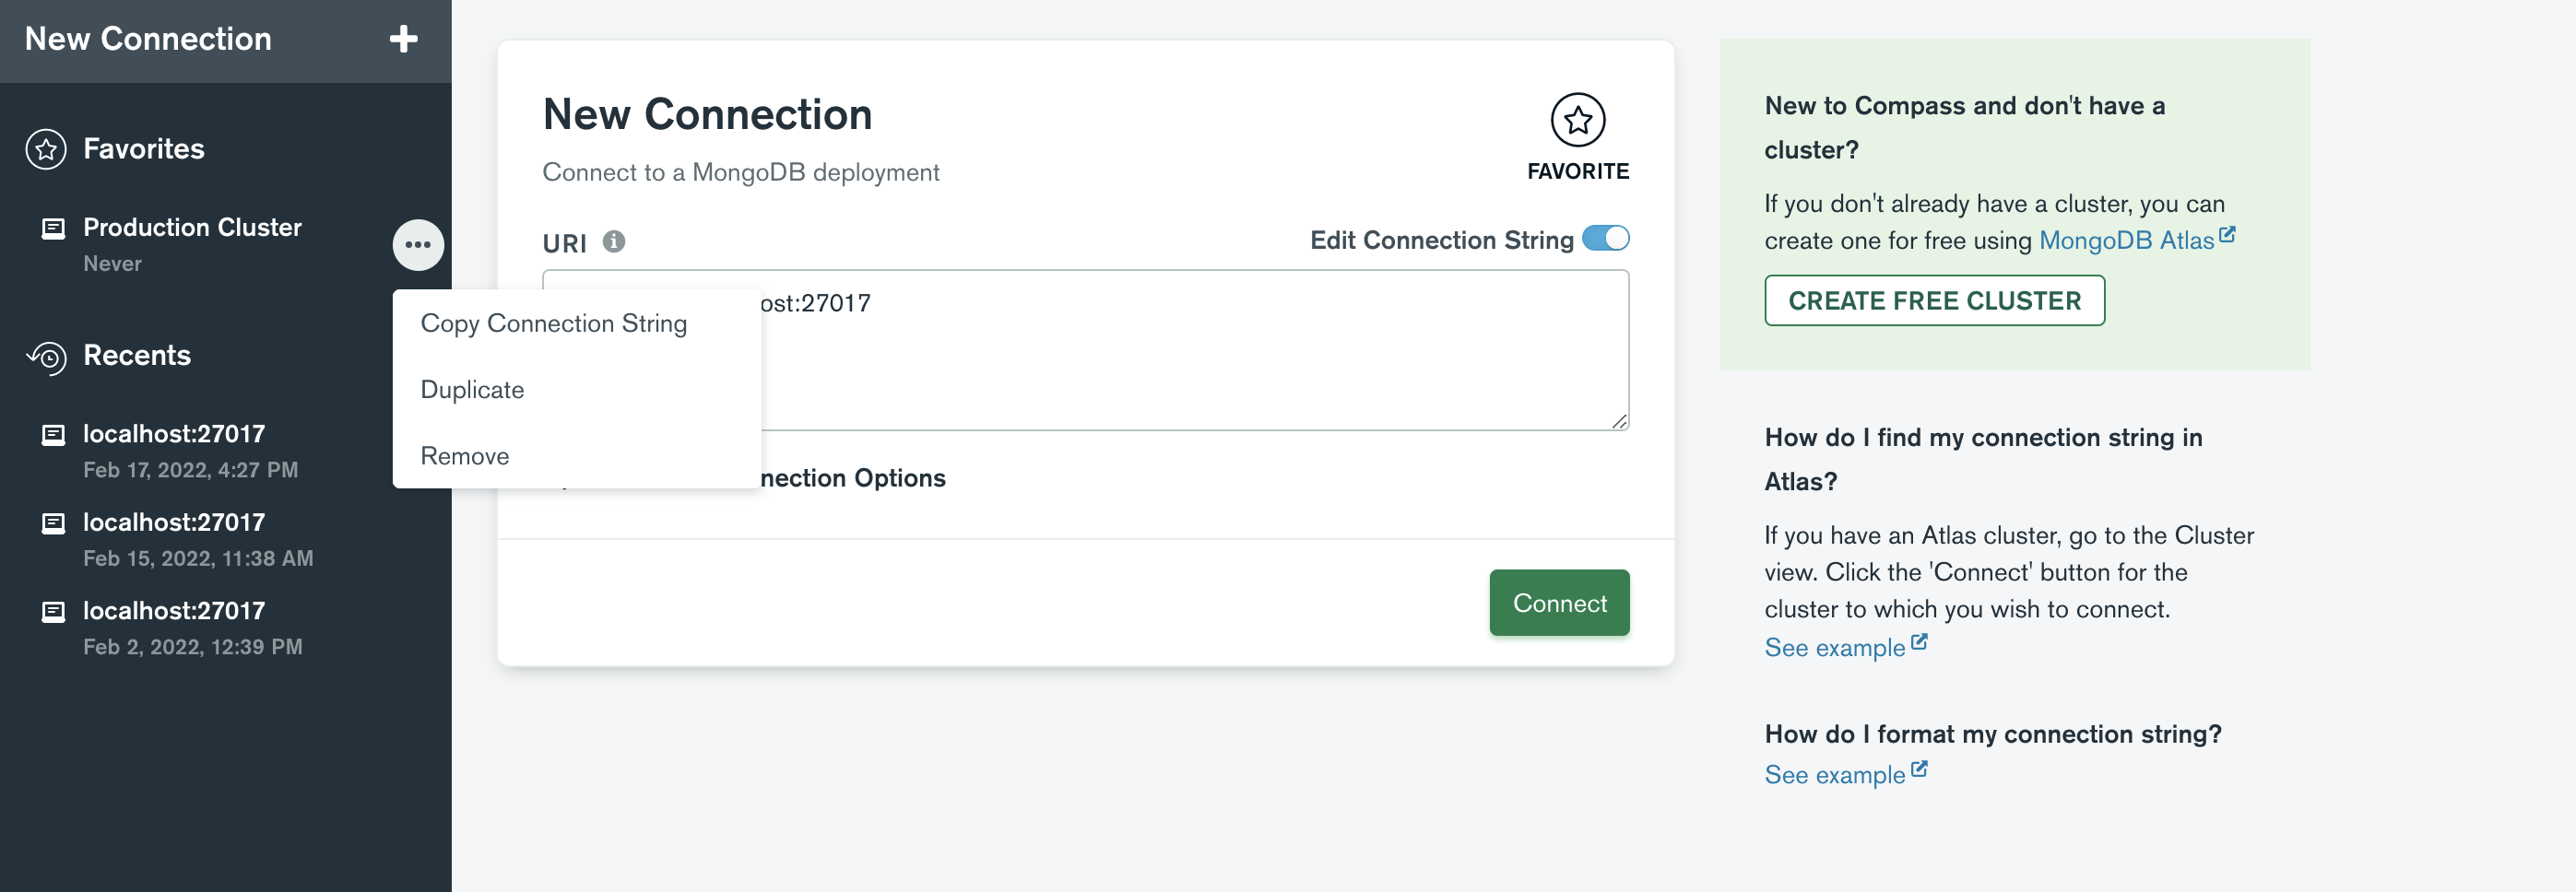 New Connection
Favorites
Production Cluster
Never
Copy Connection String
Duplicate
Remove
Recents
localhost:27017
Feb 17, 2022, 4:27 PM
localhost:27017
Feb 15, 2022, 11:38 AM
localhost:27017
Feb 2, 2022, 12:39 PM
New Connection
Connect to a MongoDB deployment
FAVORITE
URI
Edit Connection String
ost:27017
nection Options
Connect
New to Compass and don't have a
cluster?
If you don't already have a cluster, you can
create one for free using MongoDB Atlas
CREATE FREE CLUSTER
How do I find my connection string in
Atlas?
If you have an Atlas cluster, go to the Cluster
view. Click the 'Connect' button for the
cluster to which you wish to connect.
See example
How do I format my connection string?
See example